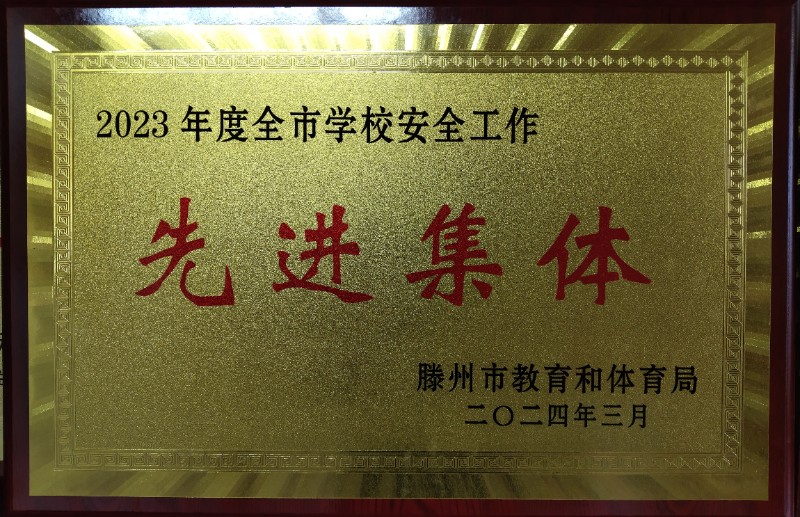 2023 年度全市学校安全工作
先进集体
滕州市教育和体育局
二〇二四年三月